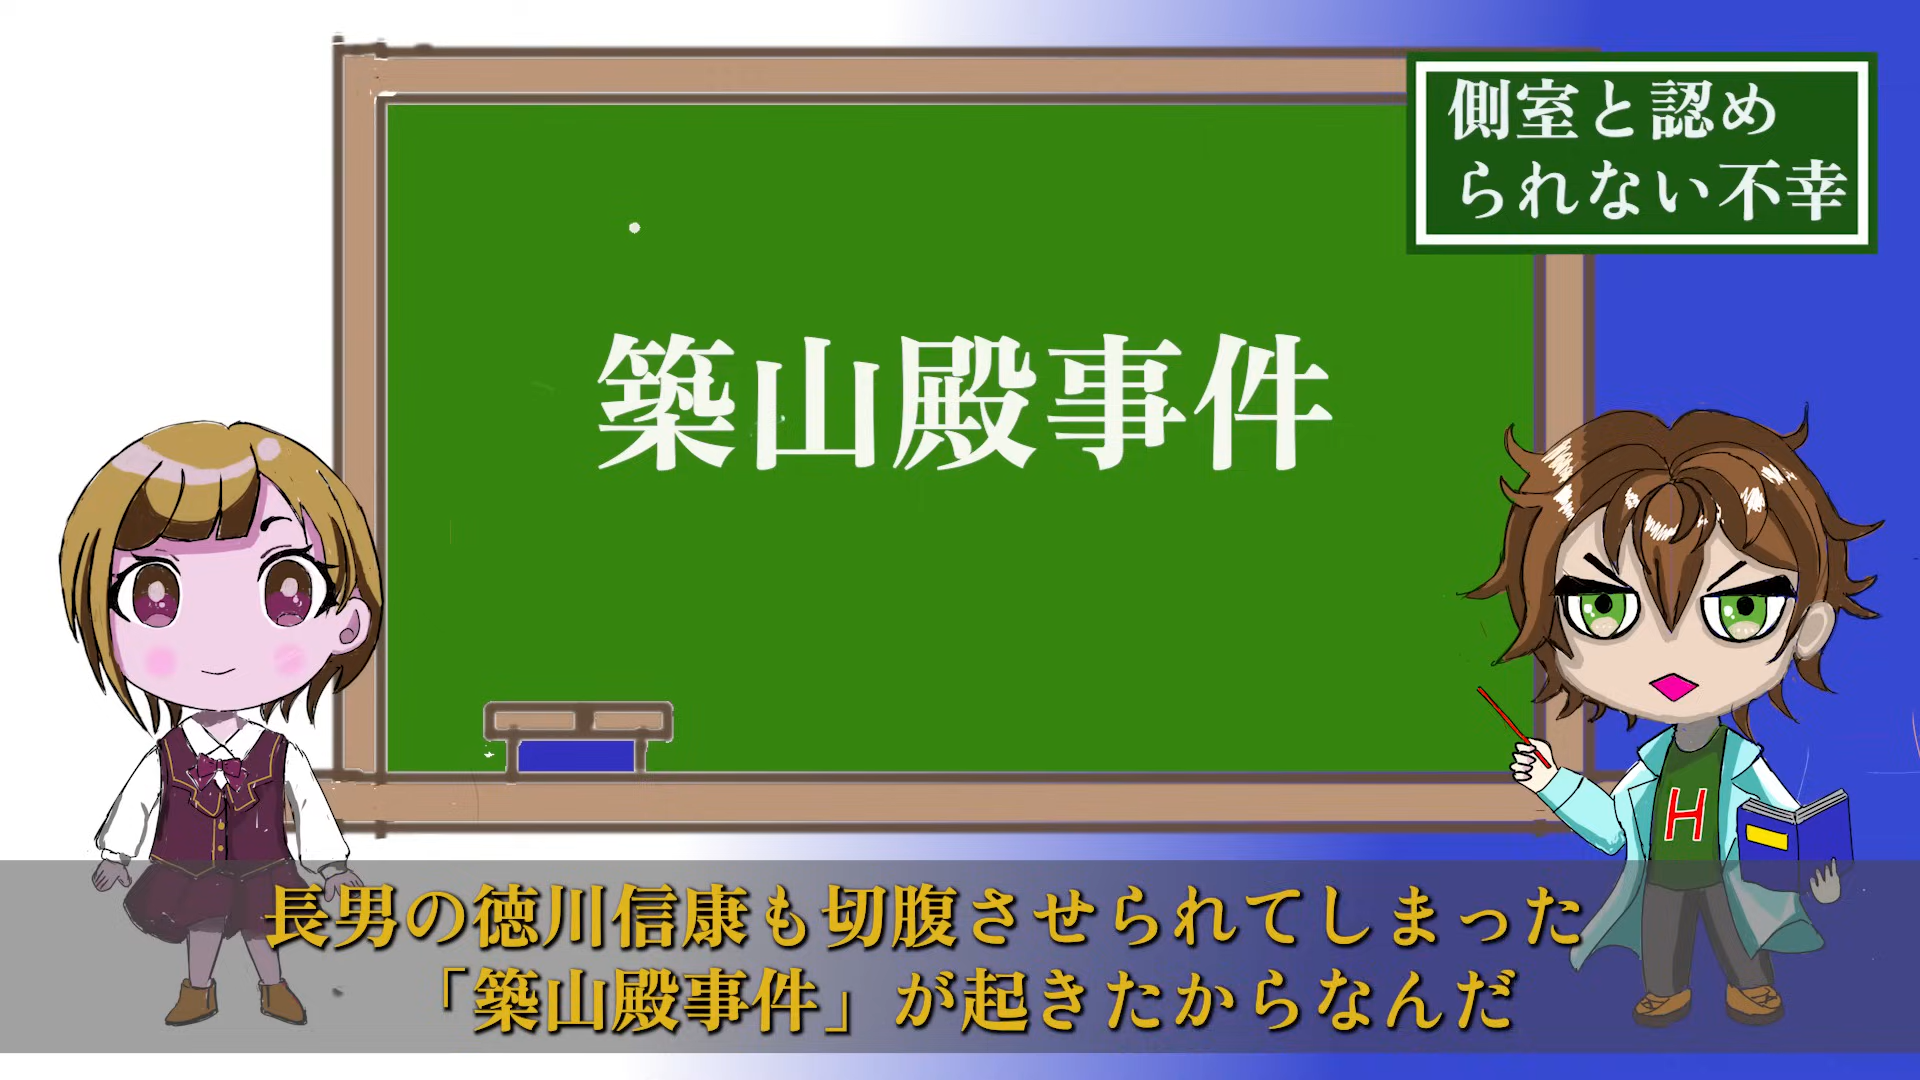 側室と認め
られない不幸
築山殿事件
H
長男の徳川信康も切腹させられてしまった
「築山殿事件」が起きたからなんだ